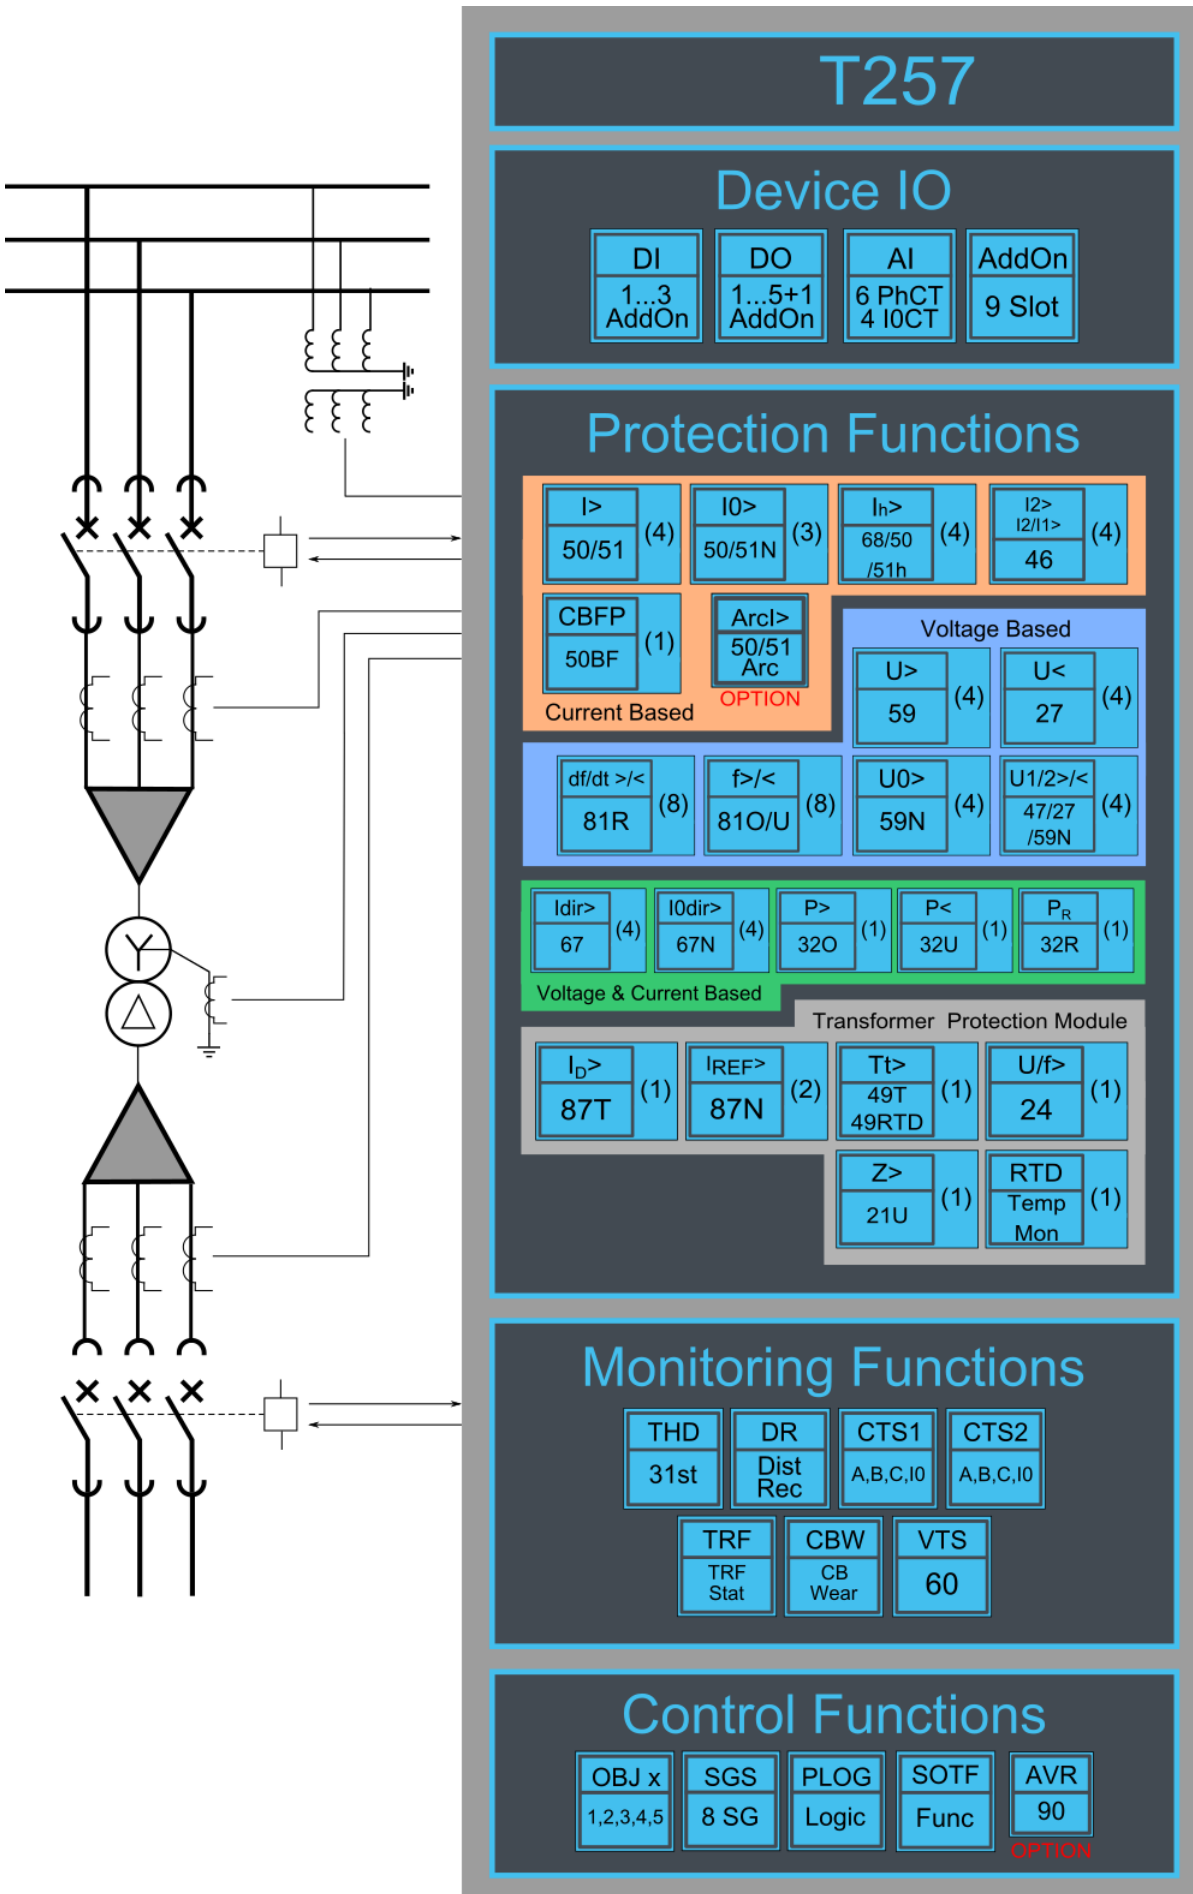 T257
Device IO
DI
DO
AI
AddOn
1...3
AddOn
1...5+1
AddOn
6 PhCT
4 I0CT
9 Slot
Protection Functions
I>
50/51
(4)
I0>
50/51N
(3)
Ih>
68/50
/51h
(4)
I2>
I2/I1>
46
(4)
CBFP
50BF
(1)
ArcI>
50/51
Arc
OPTION
Current Based
Voltage Based
U>
59
(4)
U<
27
(4)
df/dt >/<
81R
(8)
f>/<
81O/U
(8)
U0>
59N
(4)
U1/2>/<
47/27
/59N
(4)
Idir>
67
(4)
I0dir>
67N
(4)
P>
32O
(1)
P<
32U
(1)
PR
32R
(1)
Voltage & Current Based
Transformer Protection Module
ID>
87T
(1)
IREF>
87N
(2)
Tt>
49T
49RTD
(1)
U/f>
24
(1)
Z>
21U
(1)
RTD
Temp
Mon
(1)
Monitoring Functions
THD
31st
DR
Dist
Rec
CTS1
A,B,C,I0
CTS2
A,B,C,I0
TRF
TRF
Stat
CBW
CB
Wear
VTS
60
Control Functions
OBJ x
1,2,3,4,5
SGS
8 SG
PLOG
Logic
SOTF
Func
AVR
90
OPTION